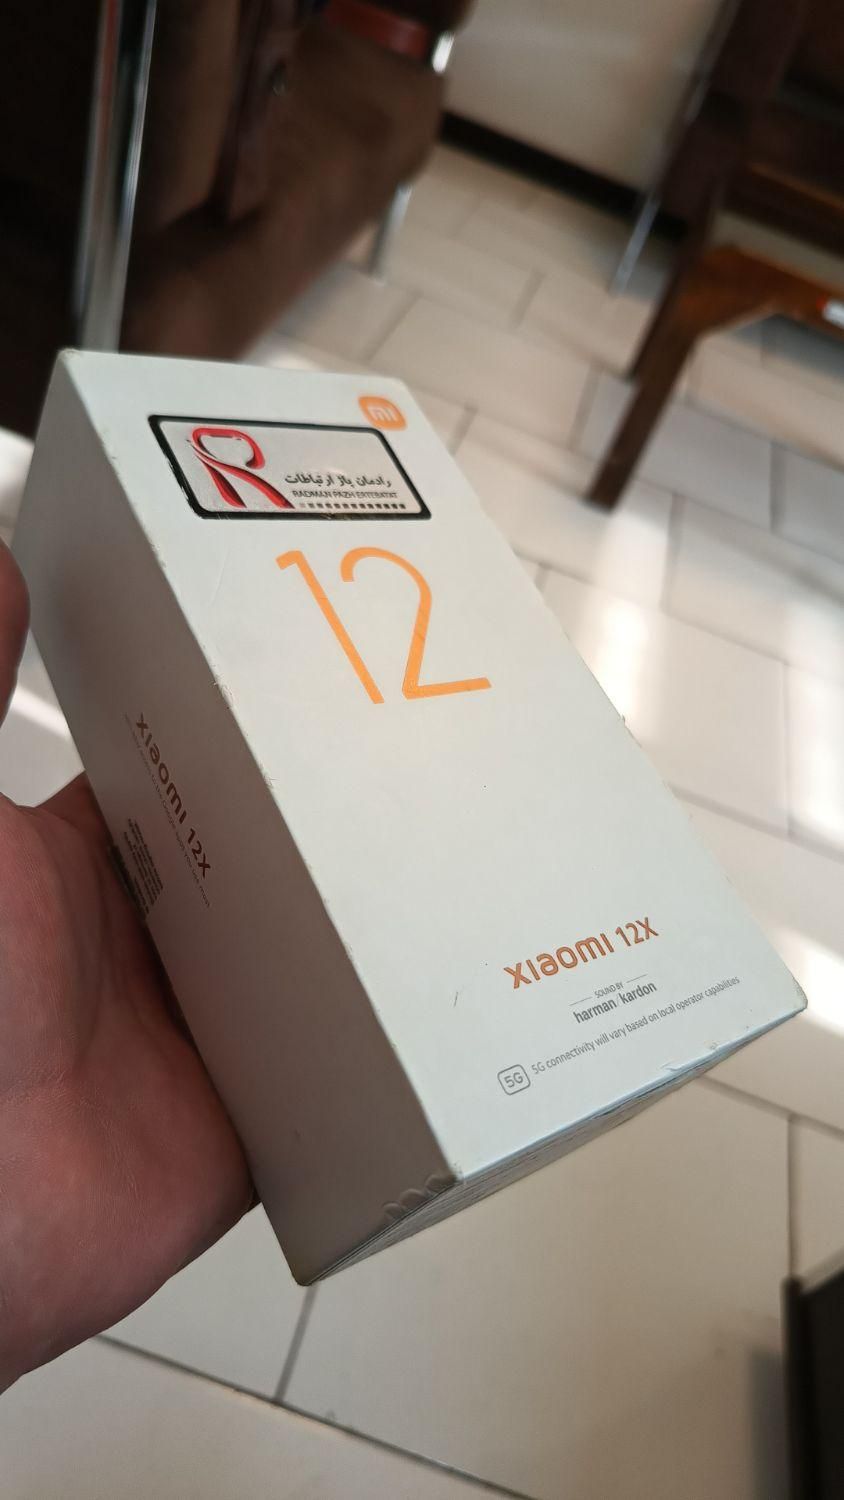 mi
R
رادمان پاژ ارتباطات
RADMAN PAZH ERTEBATAT
12
xiaomi 12X
SOUND BY
harman/kardon
5G 5G connectivity will vary based on local operator capabilities
xiaomi 12X